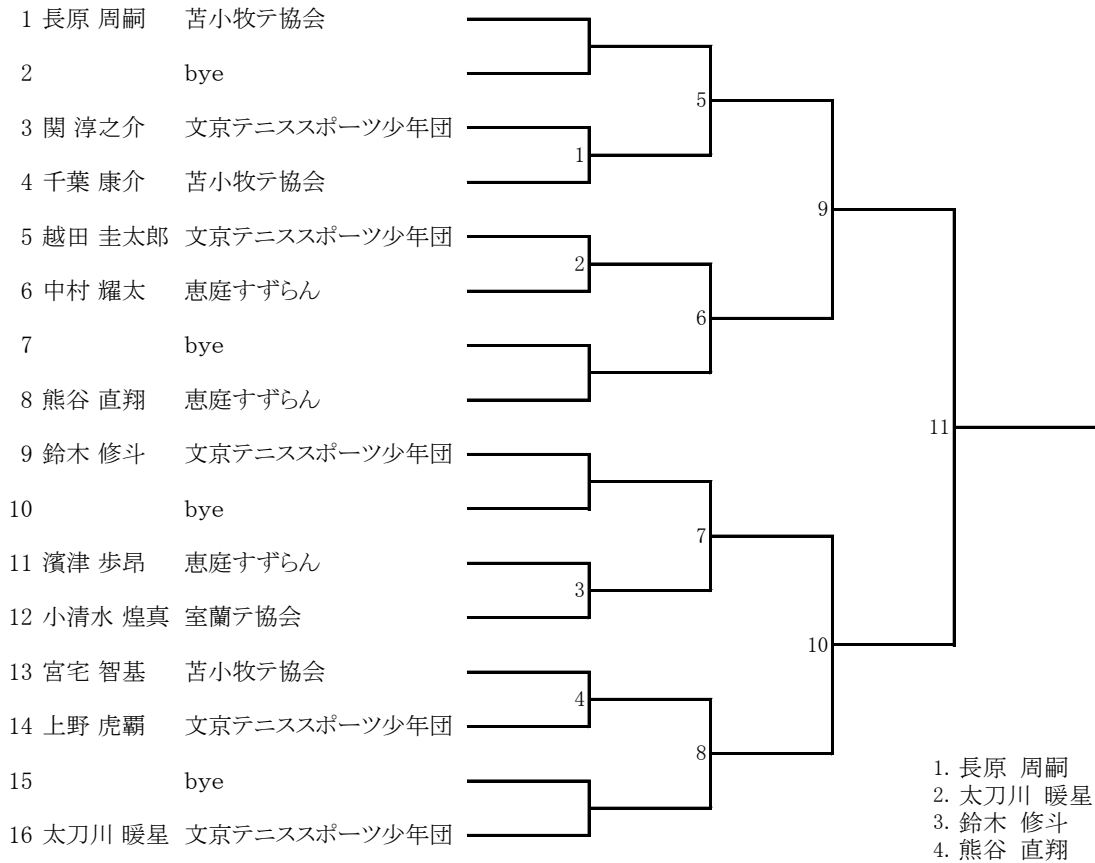 1 長原 周嗣 苫小牧テ協会
2 bye
5
3 関 淳之介 文京テニススポーツ少年団
1
4 千葉 康介 苫小牧テ協会
9
5 越田 圭太郎 文京テニススポーツ少年団
2
6 中村 耀太 恵庭すずらん
6
7 bye
8 熊谷 直翔 恵庭すずらん
11
9 鈴木 修斗 文京テニススポーツ少年団
10 bye
7
11 濱津 歩昂 恵庭すずらん
3
12 小清水 煌真 室蘭テ協会
10
13 宮宅 智基 苫小牧テ協会
4
14 上野 虎覇 文京テニススポーツ少年団
8
15 bye
16 太刀川 暖星 文京テニススポーツ少年団
1. 長原 周嗣
2. 太刀川 暖星
3. 鈴木 修斗
4. 熊谷 直翔